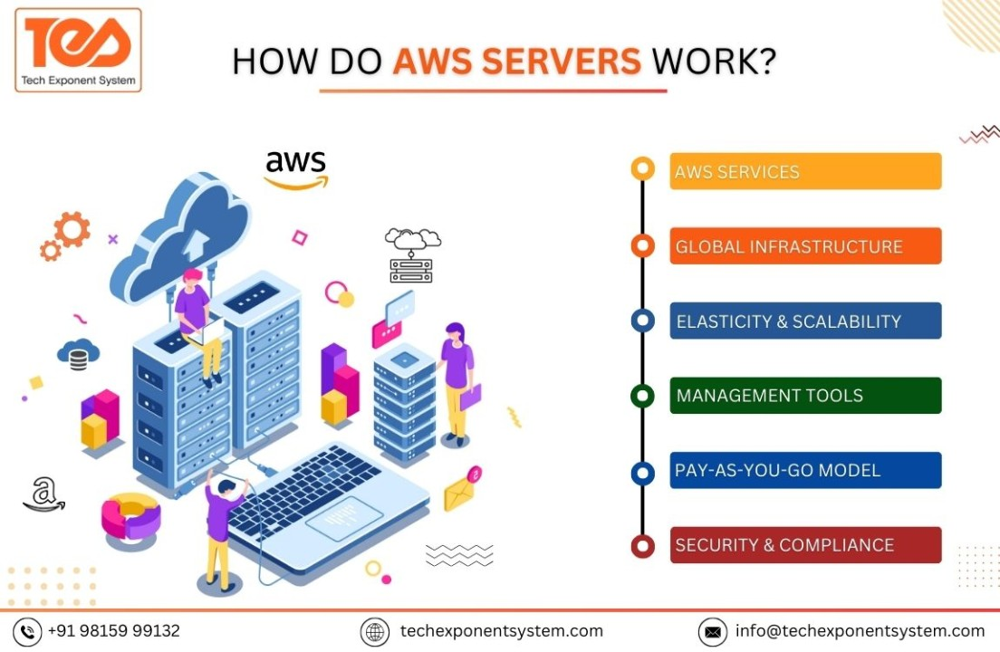 TES
Tech Exponent System
HOW DO AWS SERVERS WORK?
aws
AWS SERVICES
GLOBAL INFRASTRUCTURE
ELASTICITY & SCALABILITY
MANAGEMENT TOOLS
PAY-AS-YOU-GO MODEL
SECURITY & COMPLIANCE
a
+91 98159 99132
techexponentsystem.com
info@techexponentsystem.com